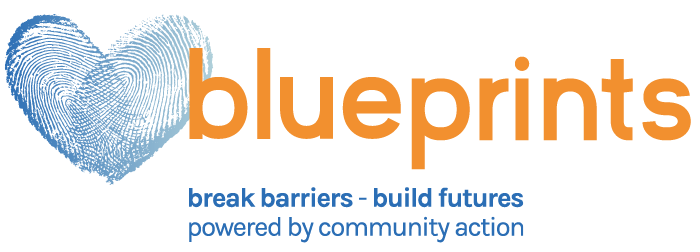 blueprints
break barriers - build futures
powered by community action